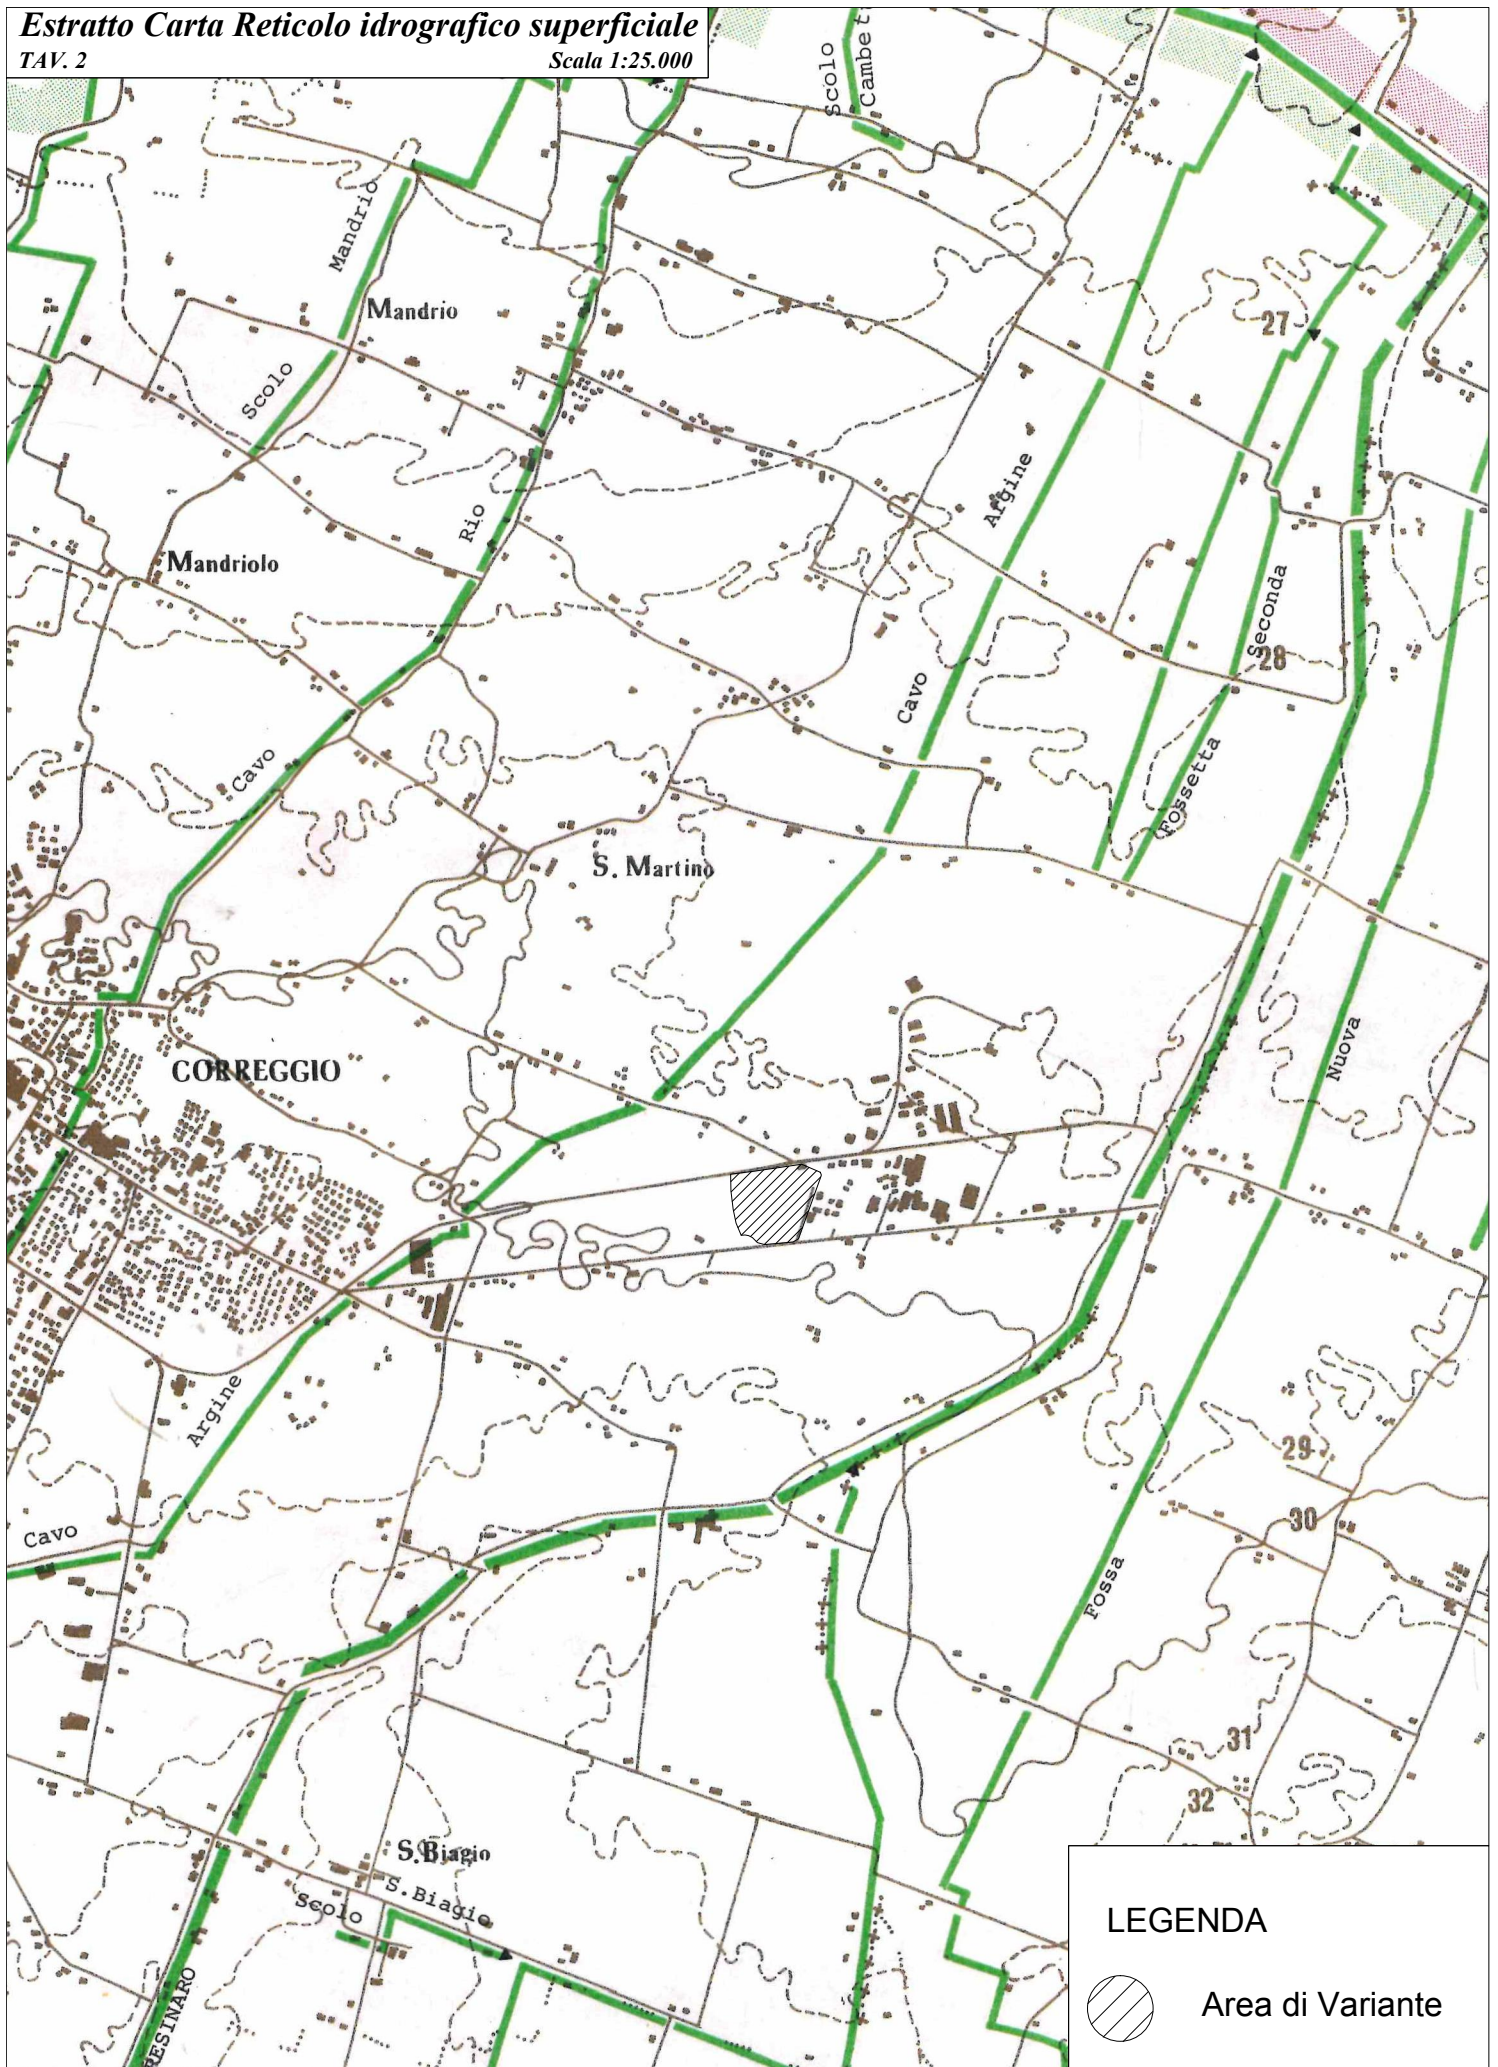 Estratto Carta Reticolo idrografico superficiale
TAV. 2 Scala 1:25.000
Scolo
Mandrio
Mandrio
Scolo
27
Argine
Rio
Mandriolo
Seconda
28
Cavo
Cavo
Fossetta
S. Martino
Nuova
CORREGGIO
Argine
29
30
Cavo
Fossa
31
32
S.Biagio
S.Biagio
Scolo
LEGENDA
Area di Variante